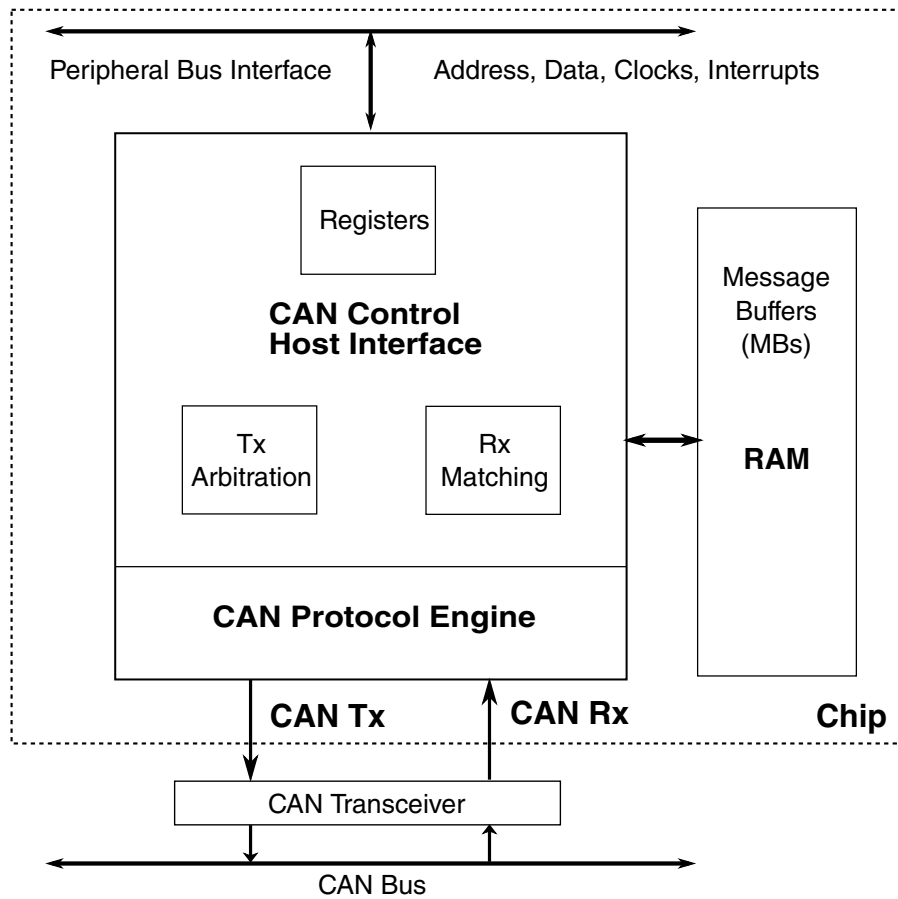 Peripheral Bus Interface
Address, Data, Clocks, Interrupts
Registers
CAN Control
Host Interface
Tx
Arbitration
Rx
Matching
Message
Buffers
(MBs)
RAM
CAN Protocol Engine
CAN Tx
CAN Rx
Chip
CAN Transceiver
CAN Bus